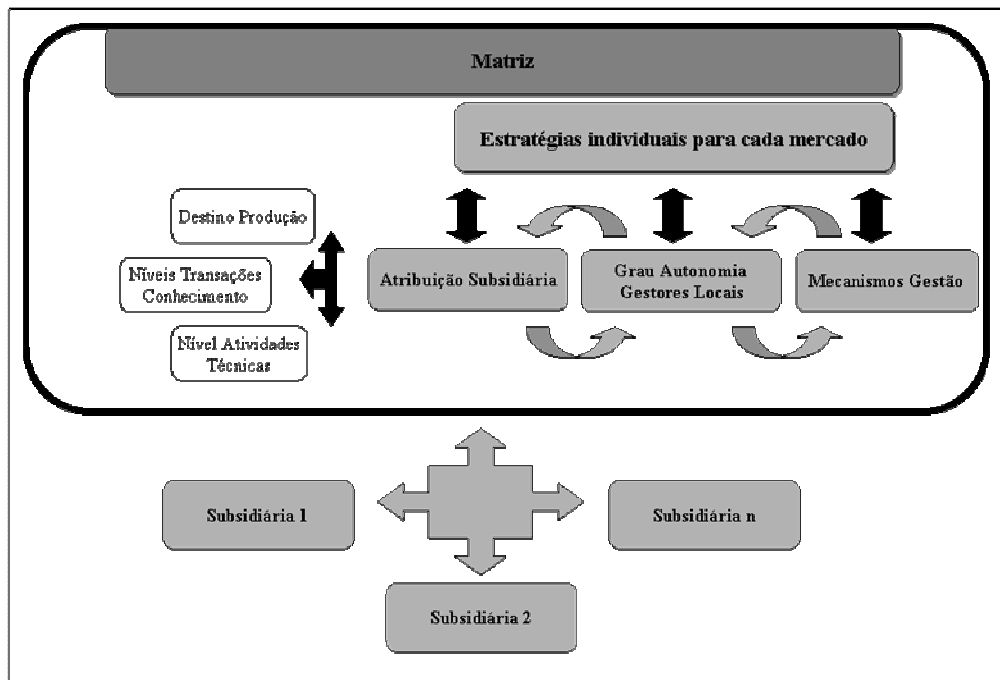 Matriz
Estratégias individuais para cada mercado
Destino Produção
Níveis Transações
Conhecimento
Nível Atividades
Técnicas
Atribuição Subsidiária
Grau Autonomia
Gestores Locais
Mecanismos Gestão
Subsidiária 1
Subsidiária n
Subsidiária 2